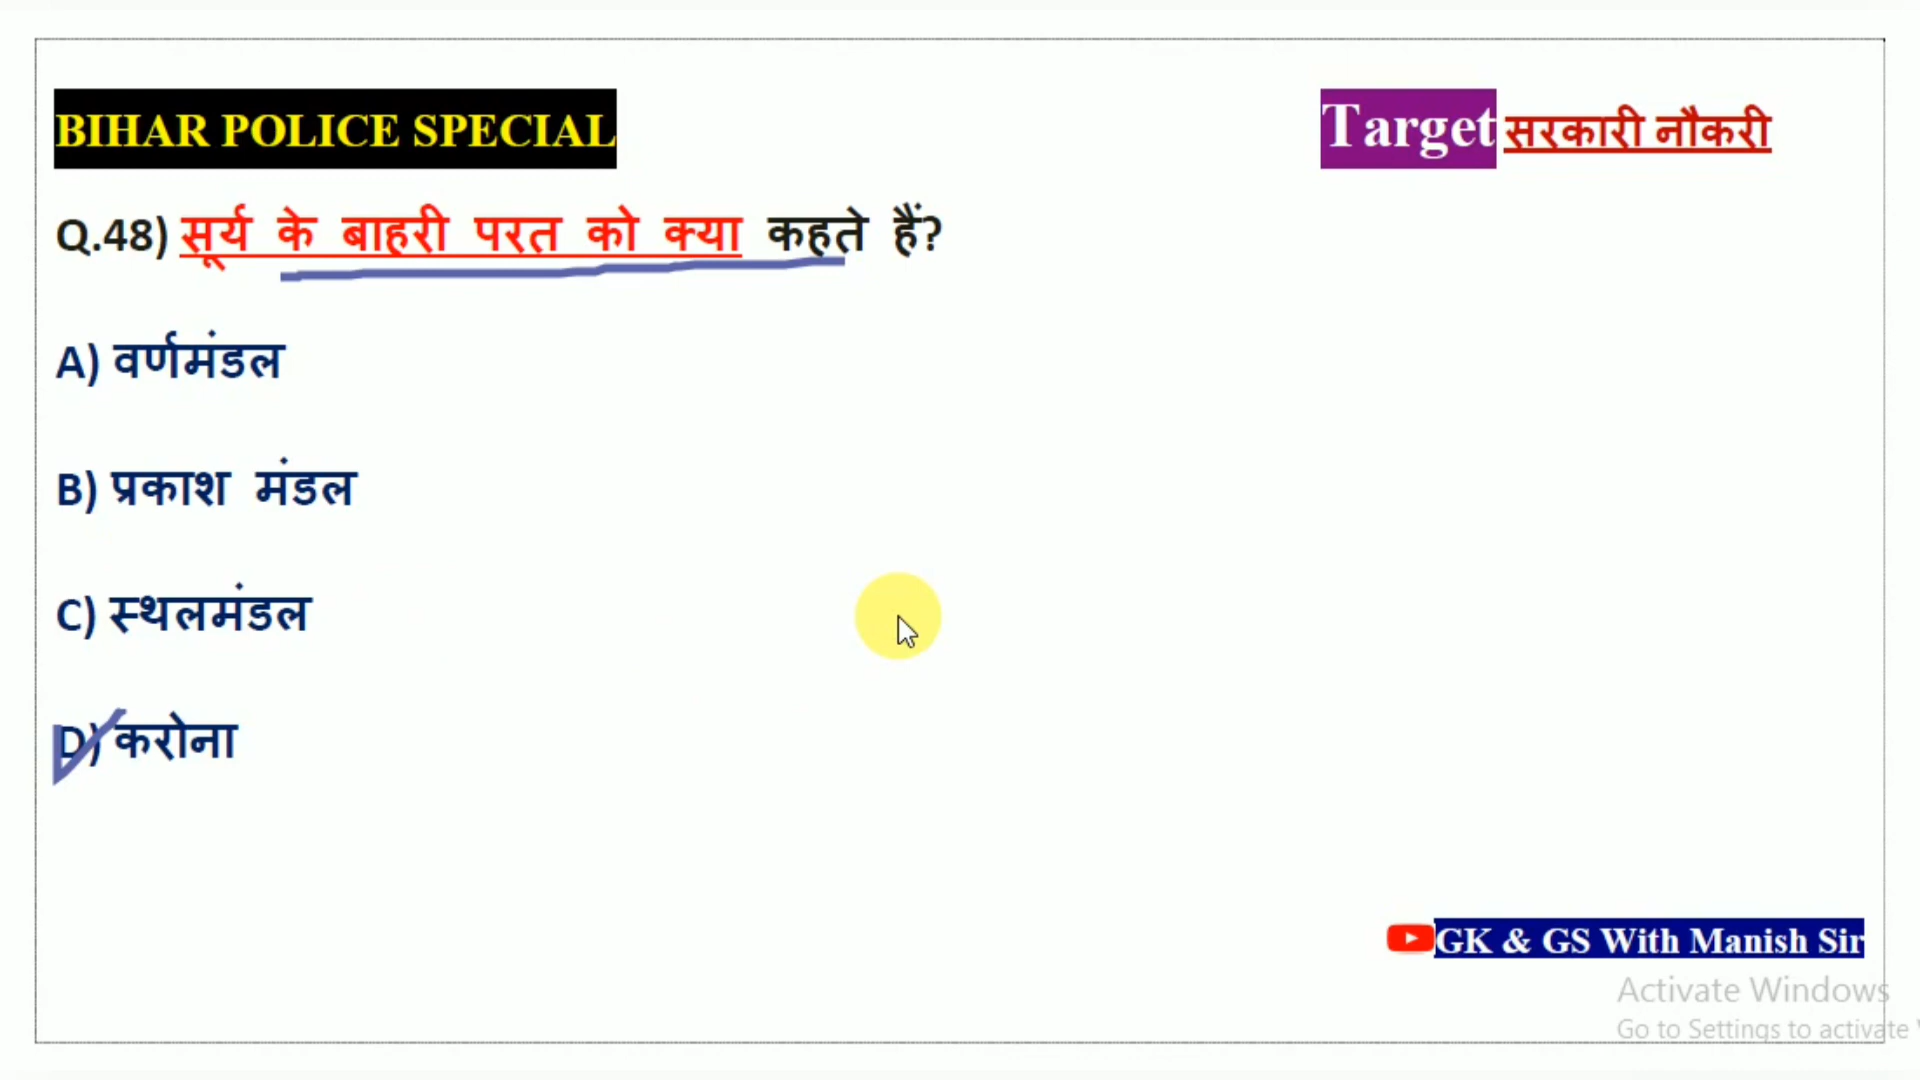 BIHAR POLICE SPECIAL
Target सरकारी नौकरी
Q.48) सूर्य के बाहरी परत को क्या कहते हैं?
A) वर्णमंडल
B) प्रकाश मंडल
C) स्थलमंडल
D) करोना
GK & GS With Manish Sir
Activate Windows
Go to Settings to activate